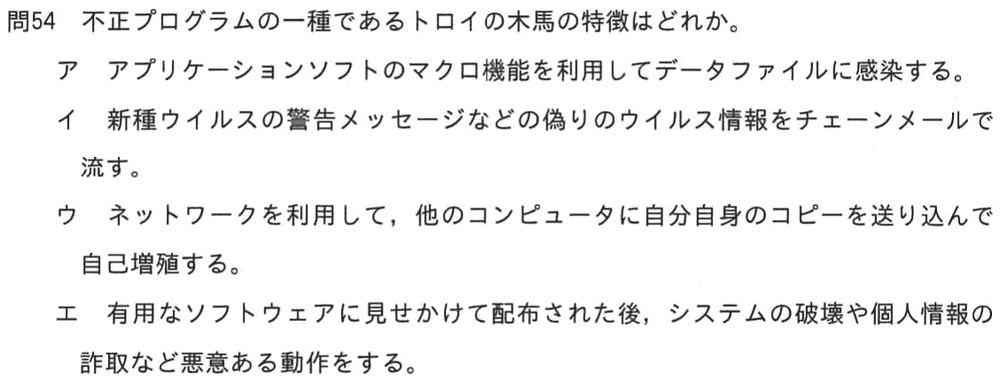 問54　不正プログラムの一種であるトロイの木馬の特徴はどれか。
ア　アプリケーションソフトのマクロ機能を利用してデータファイルに感染する。
イ　新種ウイルスの警告メッセージなどの偽りのウイルス情報をチェーンメールで
流す。
ウ　ネットワークを利用して，他のコンピュータに自分自身のコピーを送り込んで
自己増殖する。
エ　有用なソフトウェアに見せかけて配布された後，システムの破壊や個人情報の
詐取など悪意ある動作をする。